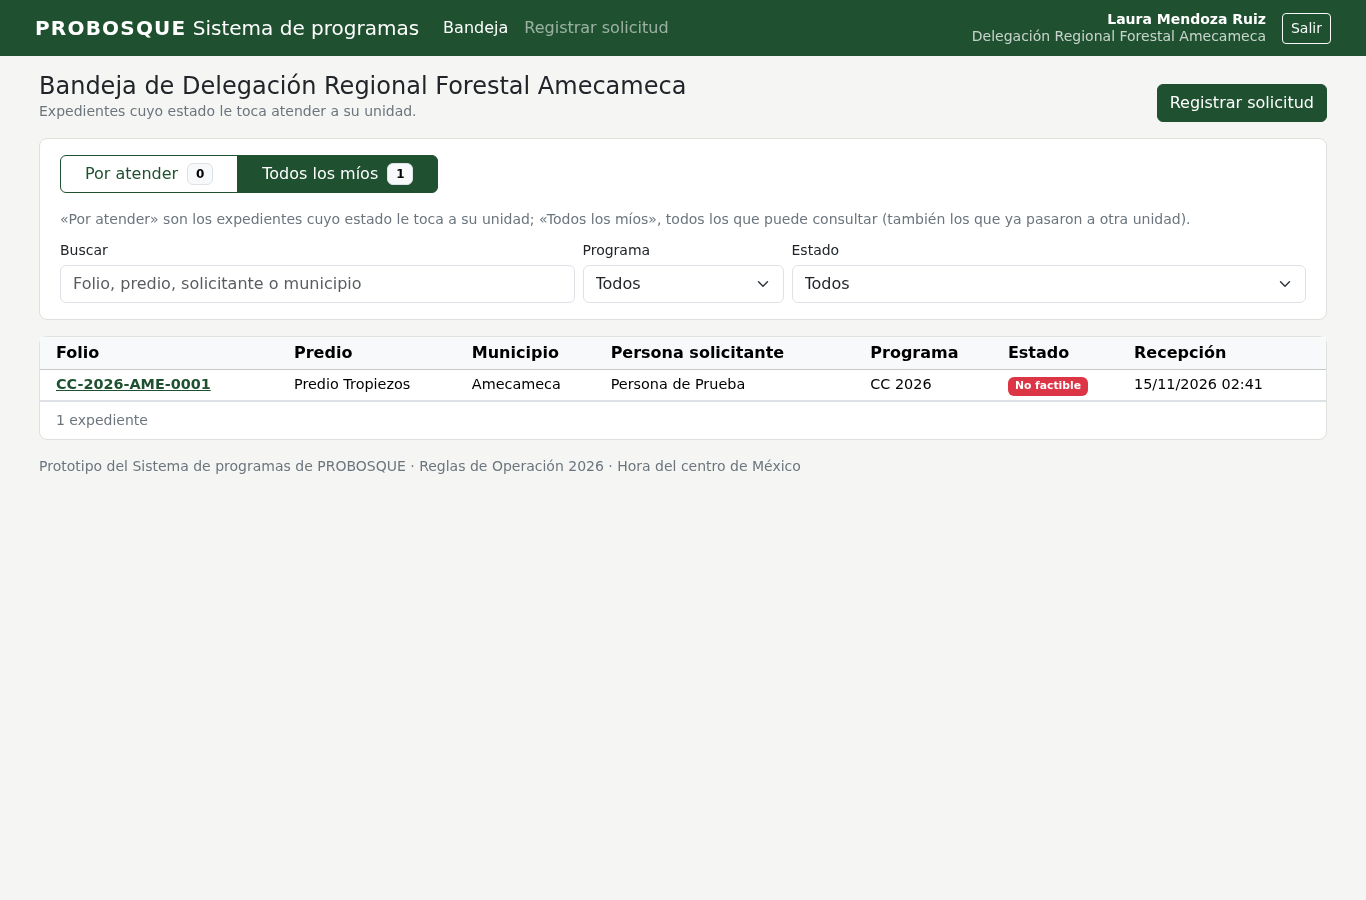 PROBOSQUE Sistema de programas Bandeja Registrar solicitud
Laura Mendoza Ruiz
Delegación Regional Forestal Amecameca
Salir
Bandeja de Delegación Regional Forestal Amecameca
Expedientes cuyo estado le toca atender a su unidad.
Registrar solicitud
Por atender 0 Todos los míos 1
«Por atender» son los expedientes cuyo estado le toca a su unidad; «Todos los míos», todos los que puede consultar (también los que ya pasaron a otra unidad).
Buscar Programa Estado
Folio, predio, solicitante o municipio Todos Todos
Folio Predio Municipio Persona solicitante Programa Estado Recepción
CC-2026-AME-0001 Predio Tropiezos Amecameca Persona de Prueba CC 2026 No factible 15/11/2026 02:41
1 expediente
Prototipo del Sistema de programas de PROBOSQUE · Reglas de Operación 2026 · Hora del centro de México